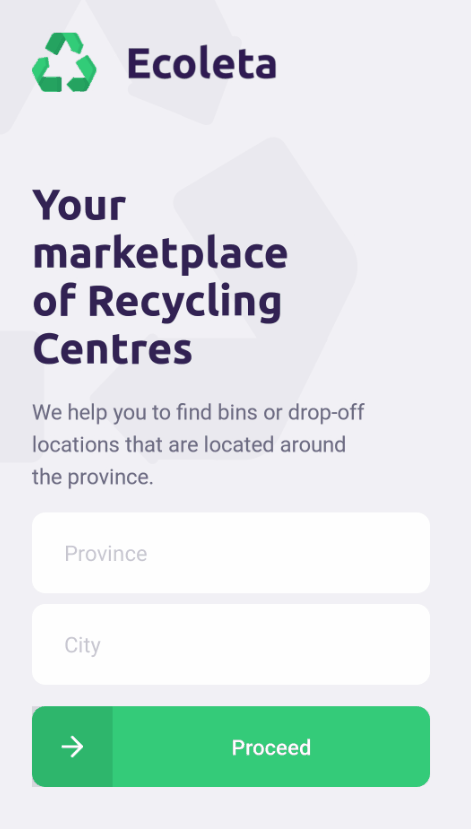 Ecoleta
Your
marketplace
of Recycling
Centres
We help you to find bins or drop-off
locations that are located around
the province.
Province
City
Proceed